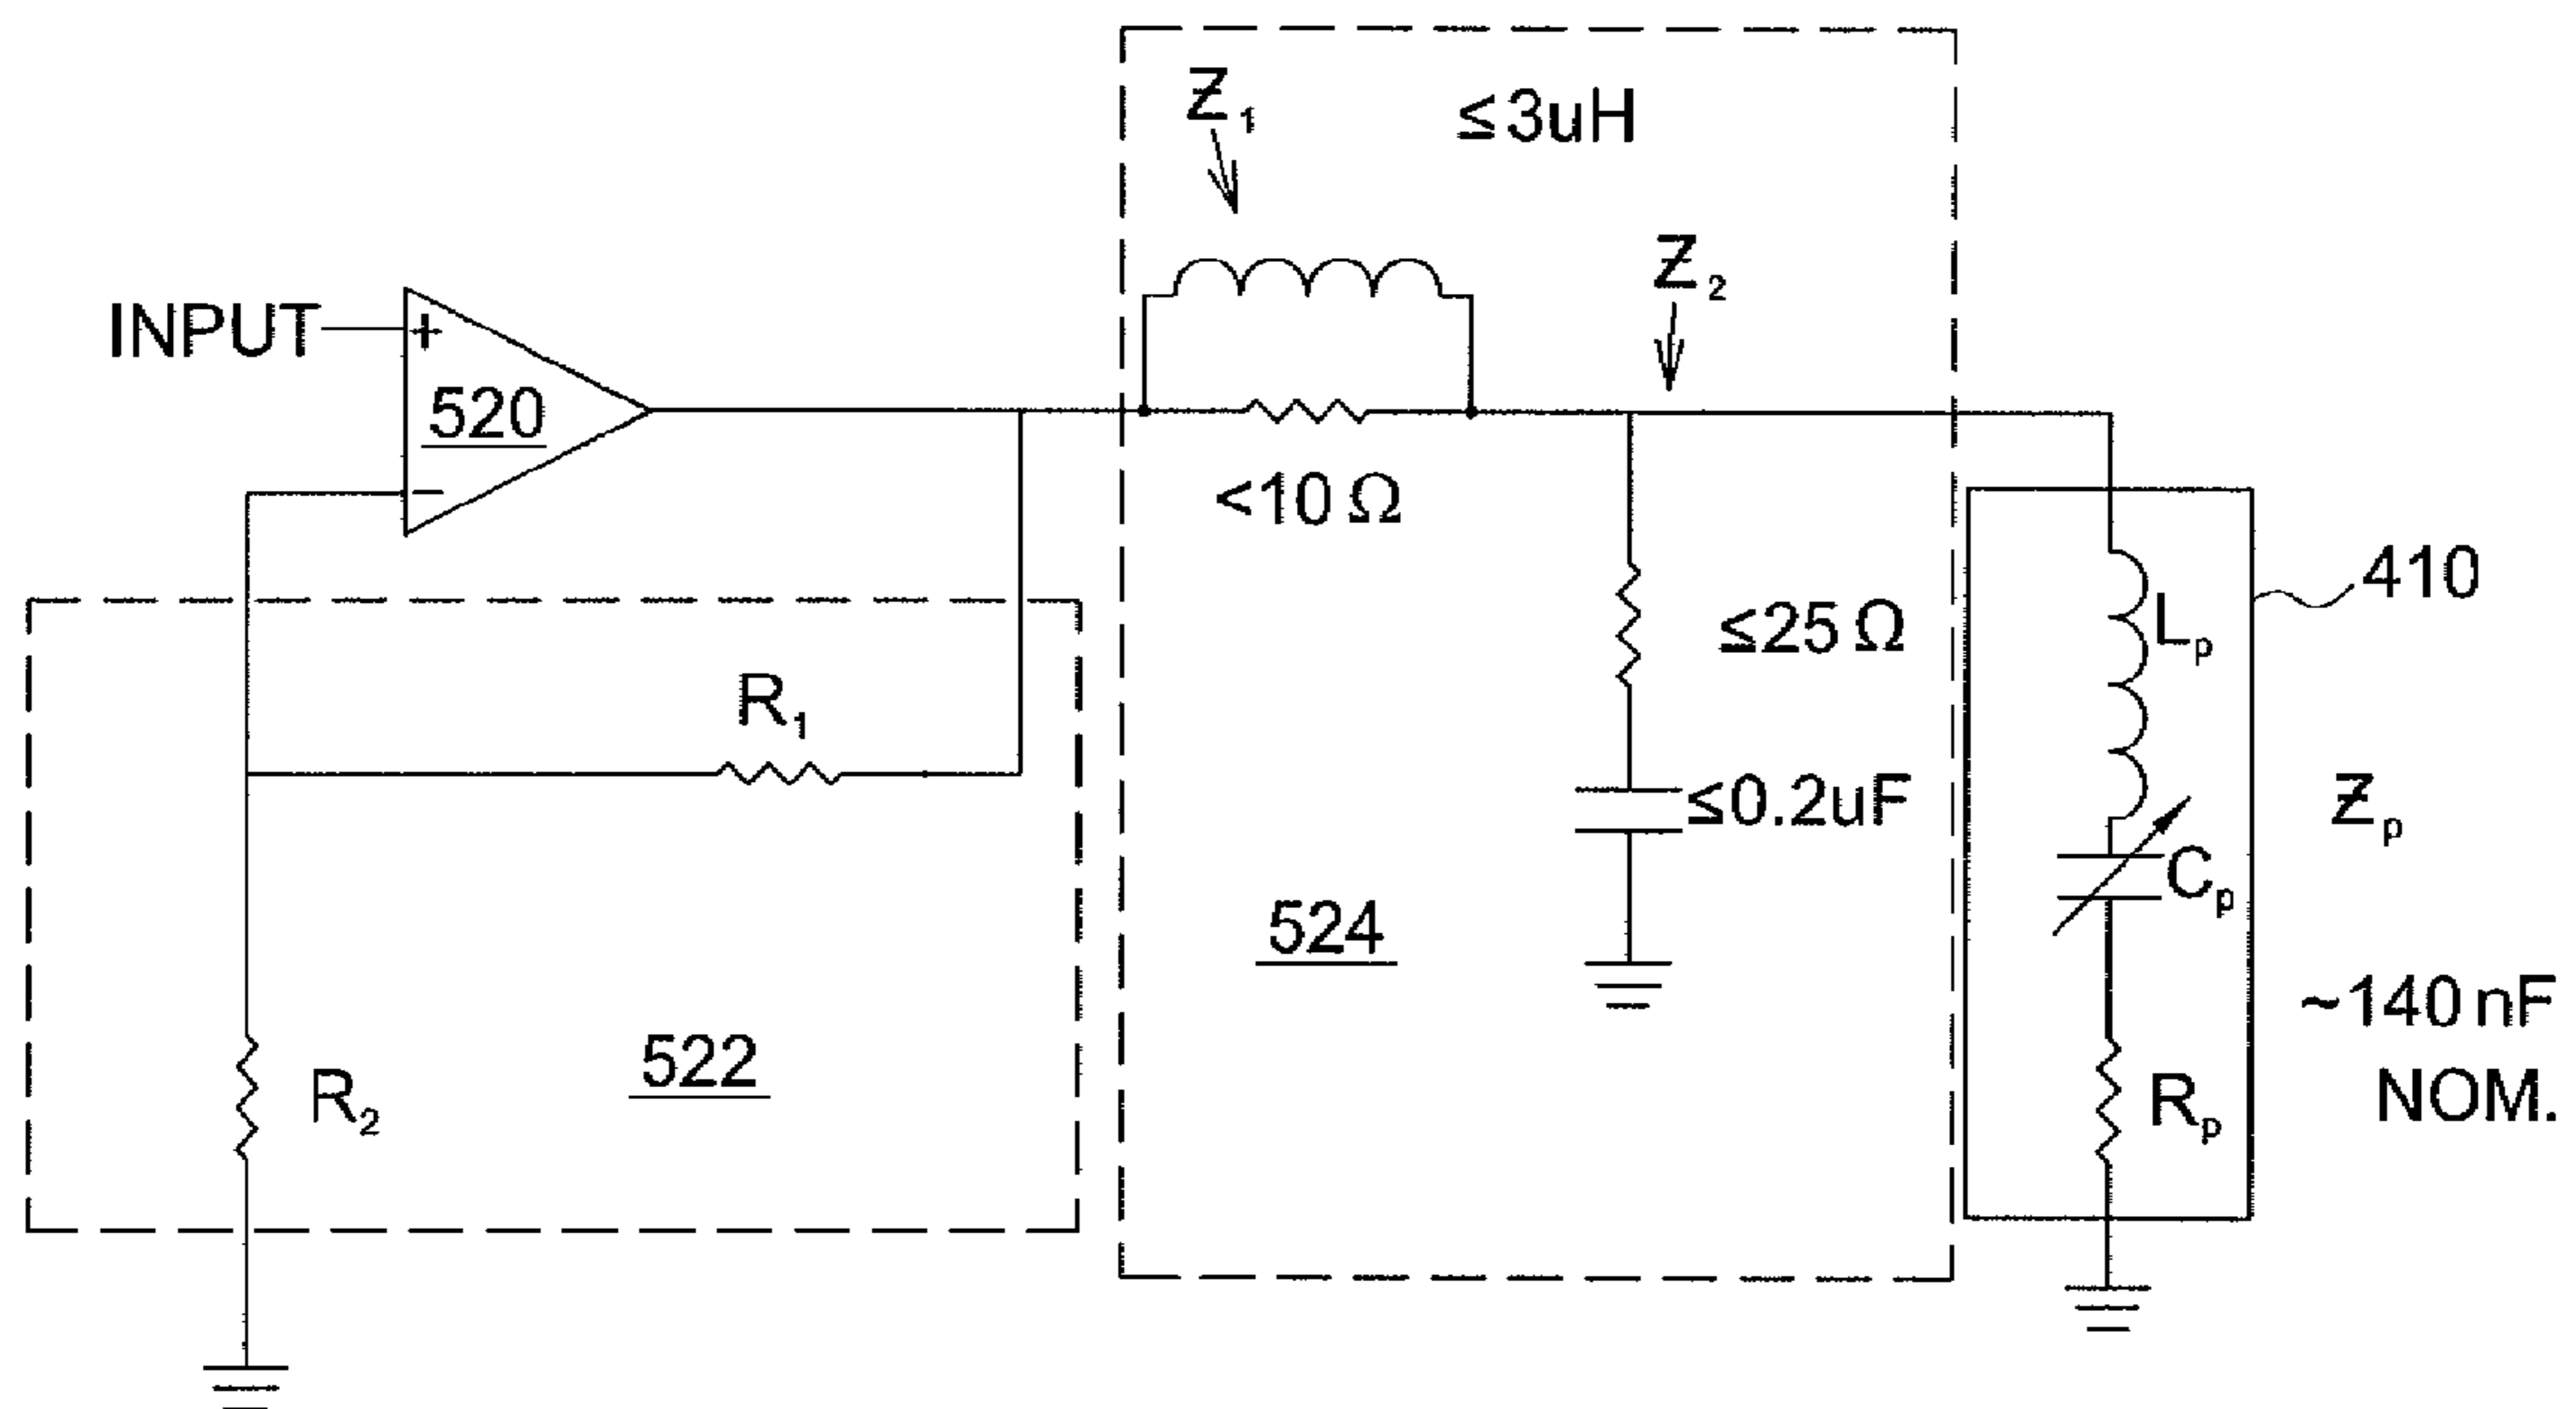 Z1
≤3uH
Z2
INPUT
+
520
−
<10 Ω
410
Lp
≤25 Ω
R1
≤0.2uF
Zp
Cp
524
~140 nF
NOM.
522
R2
Rp